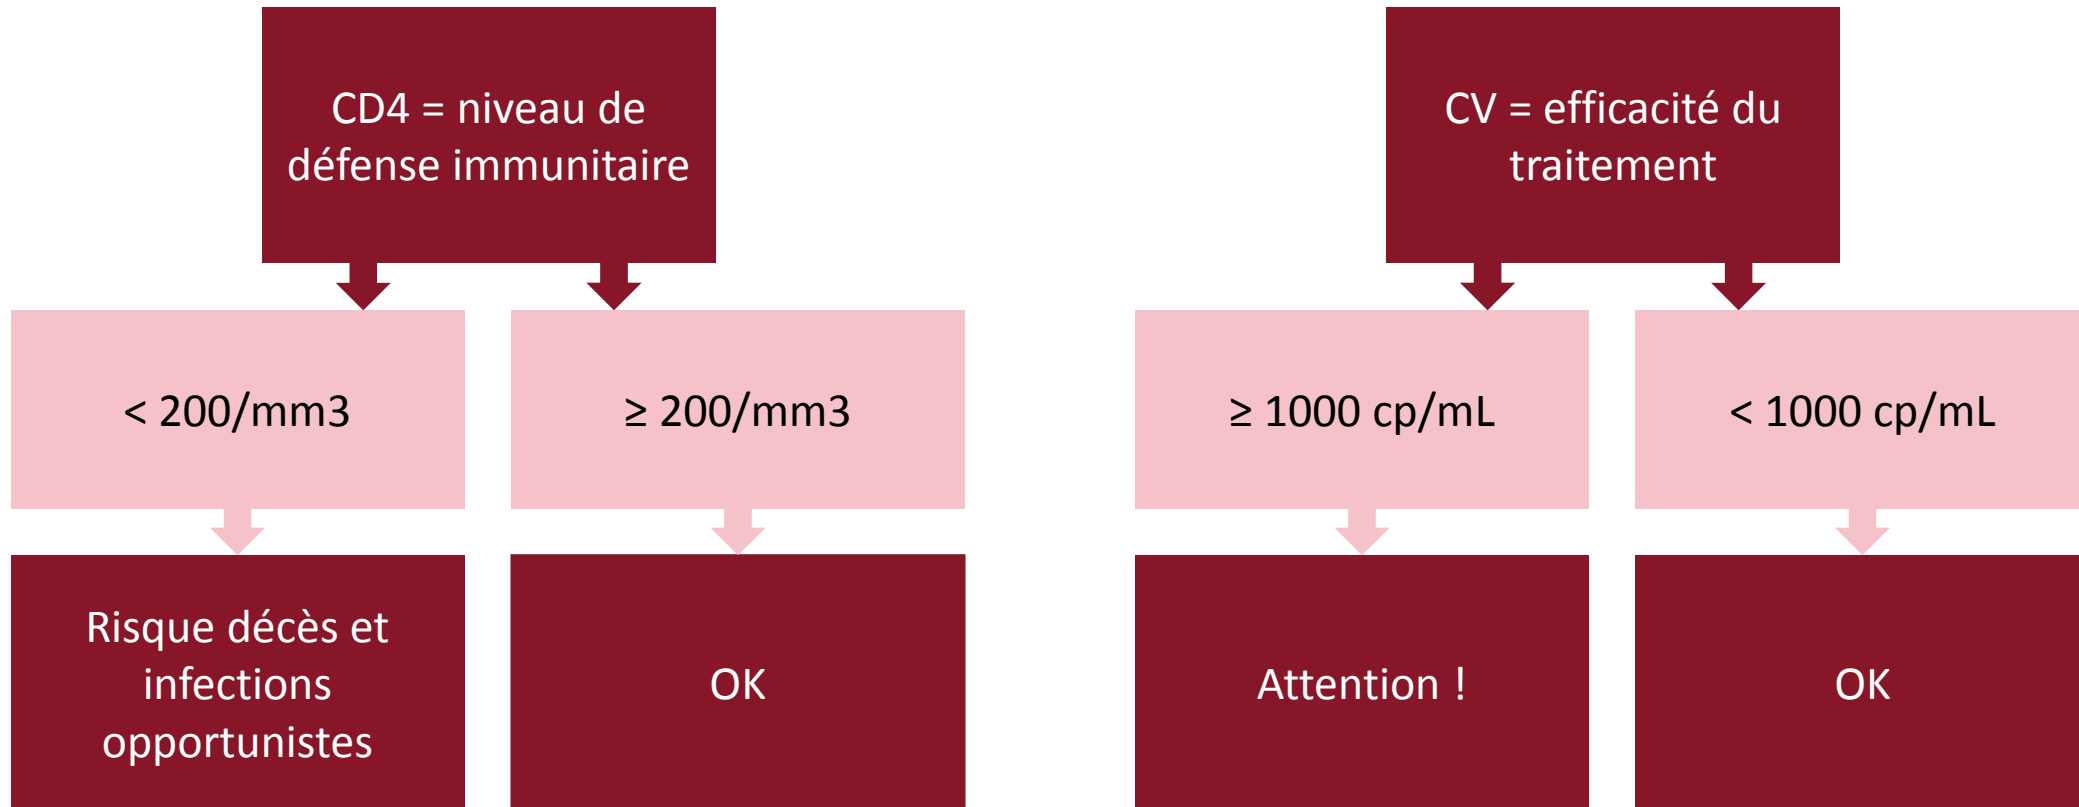 CD4 = niveau de
défense immunitaire
CV = efficacité du
traitement
< 200/mm3
≥ 200/mm3
≥ 1000 cp/mL
< 1000 cp/mL
Risque décès et
infections
opportunistes
OK
Attention !
OK